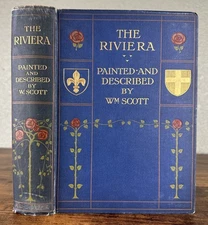 THE
RIVIERA
PAINTED
AND
DESCRIBED
BY
W. SCOTT
THE
RIVIERA
PAINTED·AND
DESCRIBED
BY
WM SCOTT